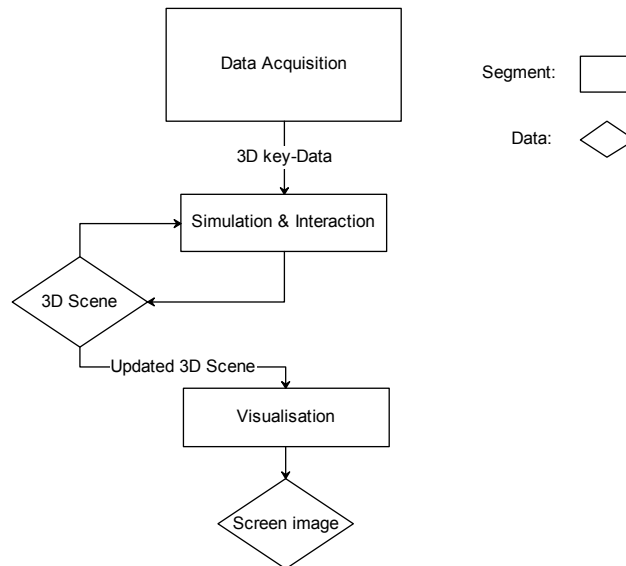 Data Acquisition
Segment:
Data:
3D key-Data
Simulation & Interaction
3D Scene
Updated 3D Scene
Visualisation
Screen image